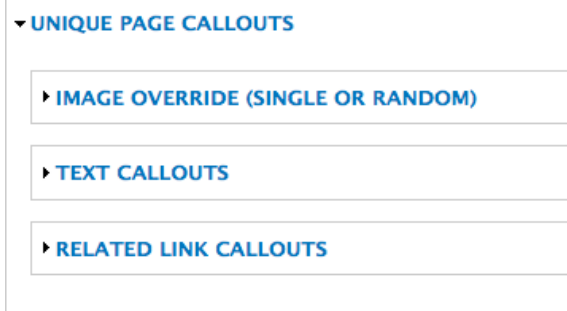 UNIQUE PAGE CALLOUTS
IMAGE OVERRIDE (SINGLE OR RANDOM)
TEXT CALLOUTS
RELATED LINK CALLOUTS